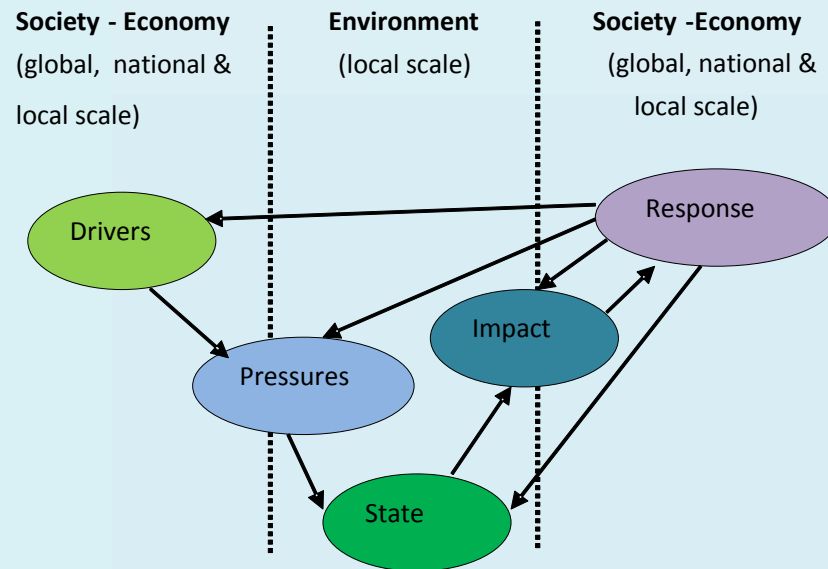 Society - Economy
(global,  national &
local scale)
Environment
(local scale)
Society -Economy
(global, national &
local scale)
Drivers
Response
Impact
Pressures
State